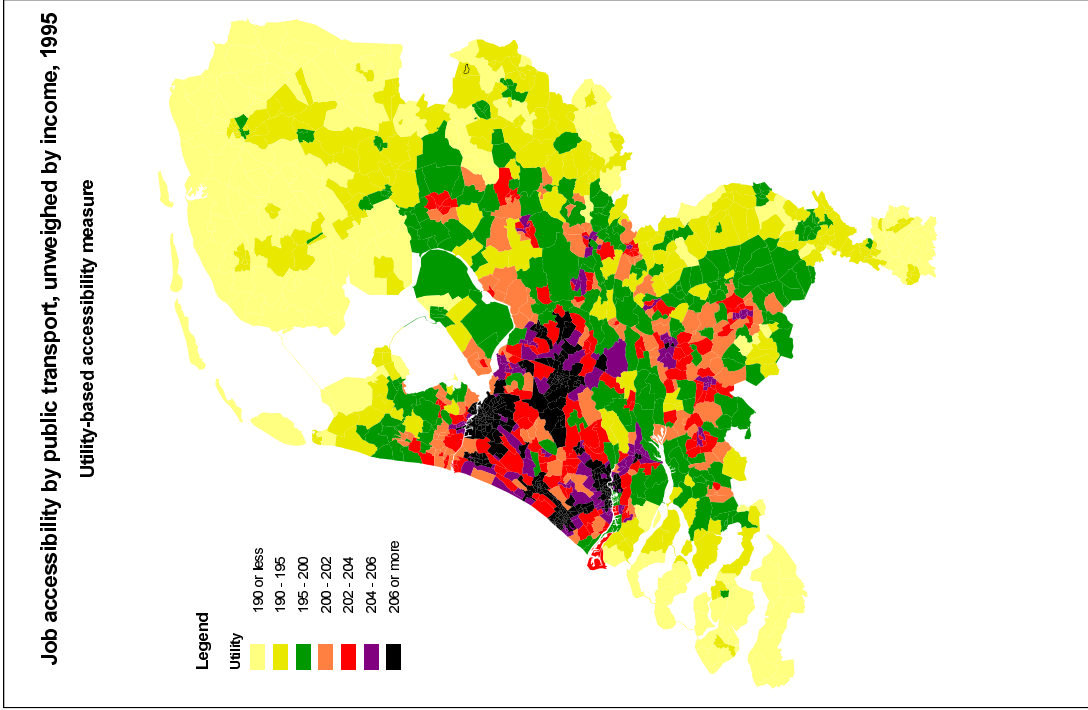 Job accessibility by public transport, unweighed by income, 1995
Utility-based accessibility measure
Legend
Utility
190 or less
190 - 195
195 - 200
200 - 202
202 - 204
204 - 206
206 or more